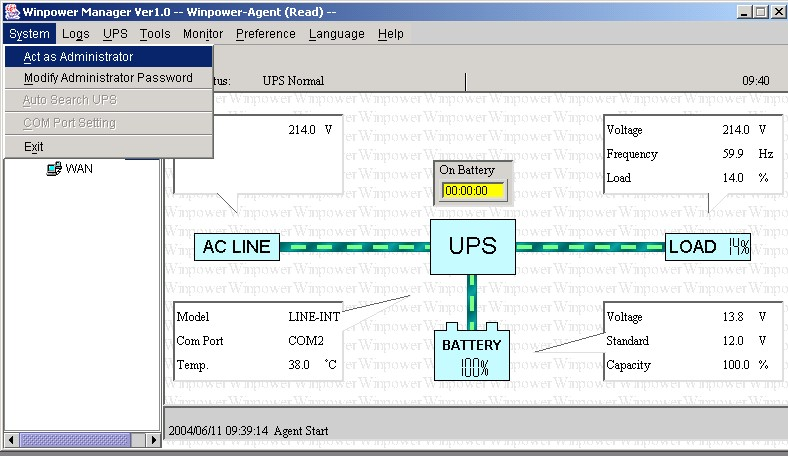 Winpower Manager Ver1.0 -- Winpower-Agent (Read) --
System Logs UPS Tools Monitor Preference Language Help
Act as Administrator
Modify Administrator Password
Auto Search UPS
COM Port Setting
Exit
WAN
tus: UPS Normal 09:40
214.0 V
On Battery
00:00:00
Voltage 214.0 V
Frequency 59.9 Hz
Load 14.0 %
AC LINE
UPS
LOAD 14%
Model LINE-INT
Com Port COM2
Temp. 38.0 °C
BATTERY
100%
Voltage 13.8 V
Standard 12.0 V
Capacity 100.0 %
2004/06/11 09:39:14 Agent Start